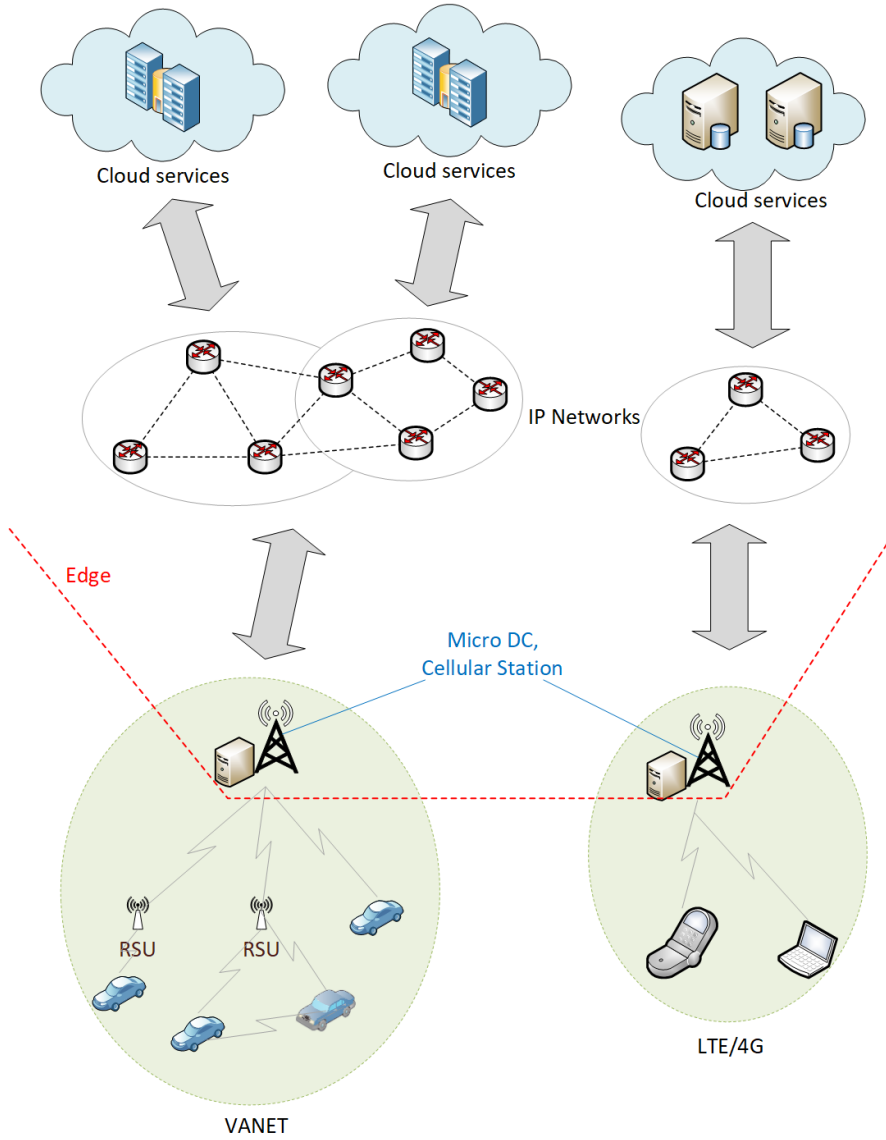 Cloud services
Cloud services
Cloud services
IP Networks
Edge
Micro DC,
Cellular Station
RSU
RSU
LTE/4G
VANET